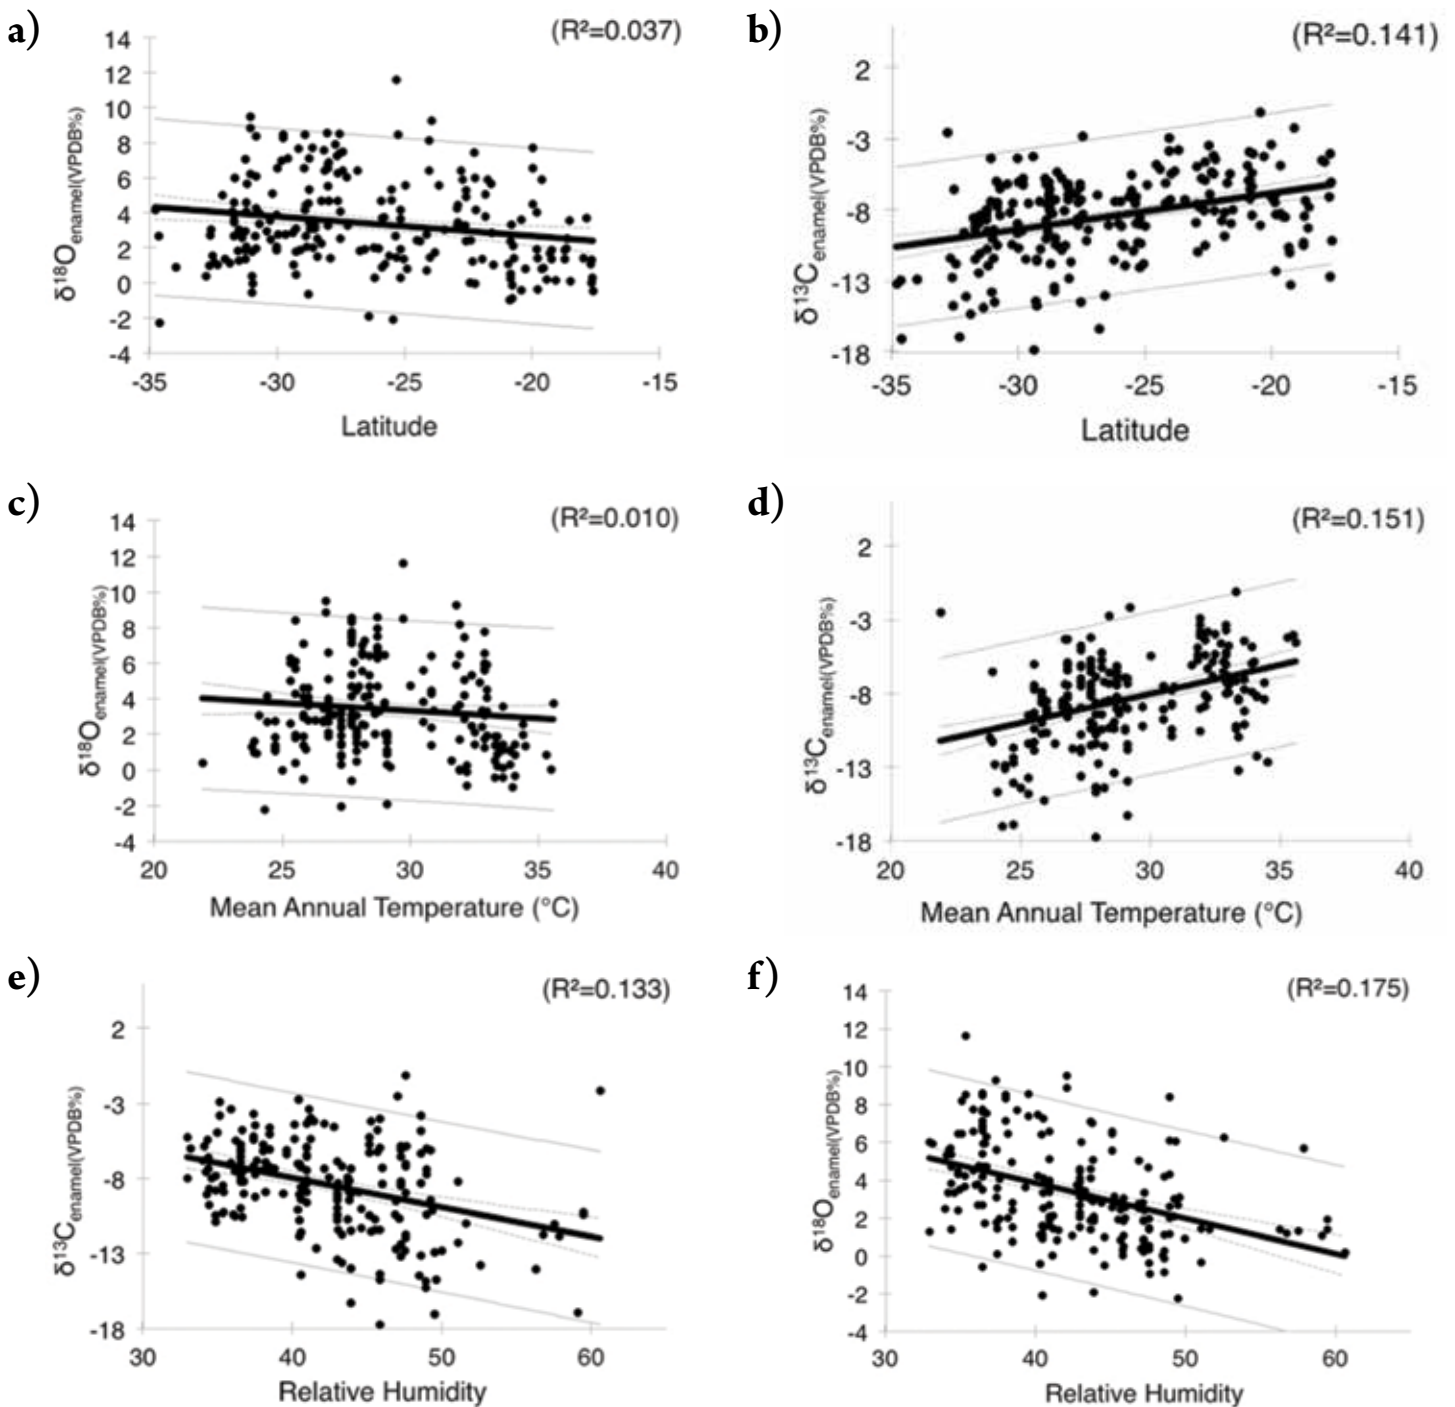 a)
(R²=0.037)
14
12
10
8
6
4
2
0
-2
-4
δ¹⁸Oenamel(VPDB%)
-35 -30 -25 -20 -15
Latitude
b)
(R²=0.141)
2
-3
-8
-13
-18
δ¹³Cenamel(VPDB%)
-35 -30 -25 -20 -15
Latitude
c)
(R²=0.010)
14
12
10
8
6
4
2
0
-2
-4
δ¹⁸Oenamel(VPDB%)
20 25 30 35 40
Mean Annual Temperature (°C)
d)
(R²=0.151)
2
-3
-8
-13
-18
δ¹³Cenamel(VPDB%)
20 25 30 35 40
Mean Annual Temperature (°C)
e)
(R²=0.133)
2
-3
-8
-13
-18
δ¹³Cenamel(VPDB%)
30 40 50 60
Relative Humidity
f)
(R²=0.175)
14
12
10
8
6
4
2
0
-2
-4
δ¹⁸Oenamel(VPDB%)
30 40 50 60
Relative Humidity